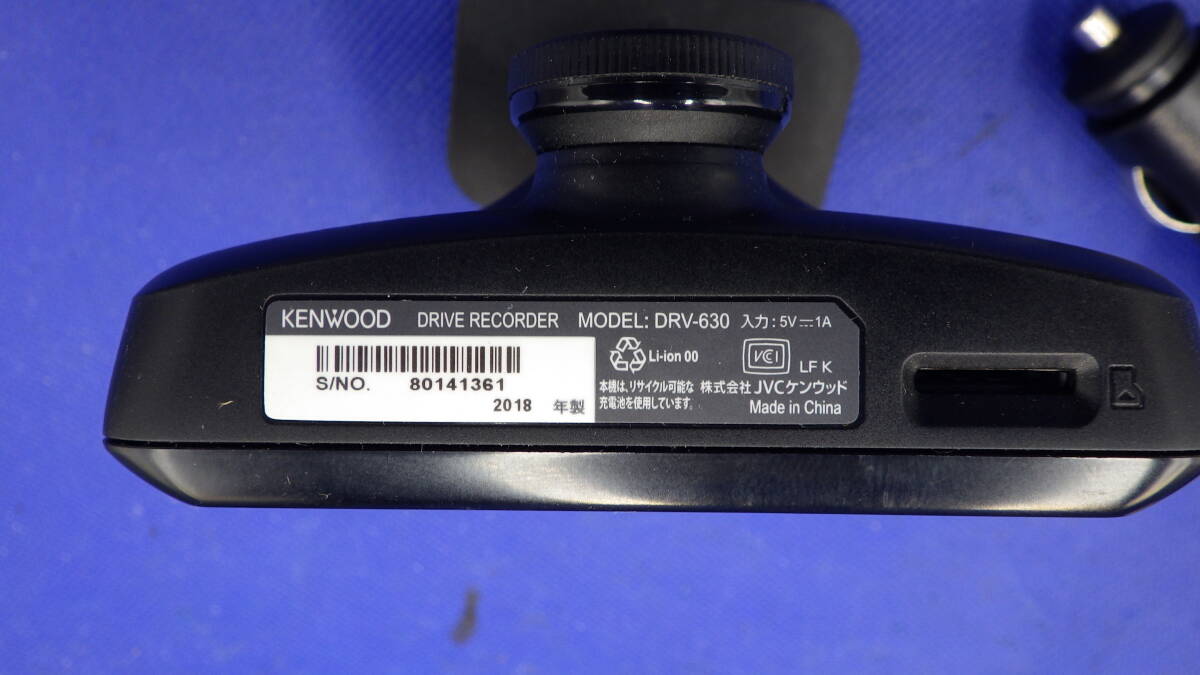 KENWOOD DRIVE RECORDER MODEL: DRV-630 入力：5V⎓1A
S/NO. 80141361
2018 年製
Li-ion 00
本機は、リサイクル可能な
充電池を使用しています。
VCCI
LF K
株式会社 JVCケンウッド
Made in China